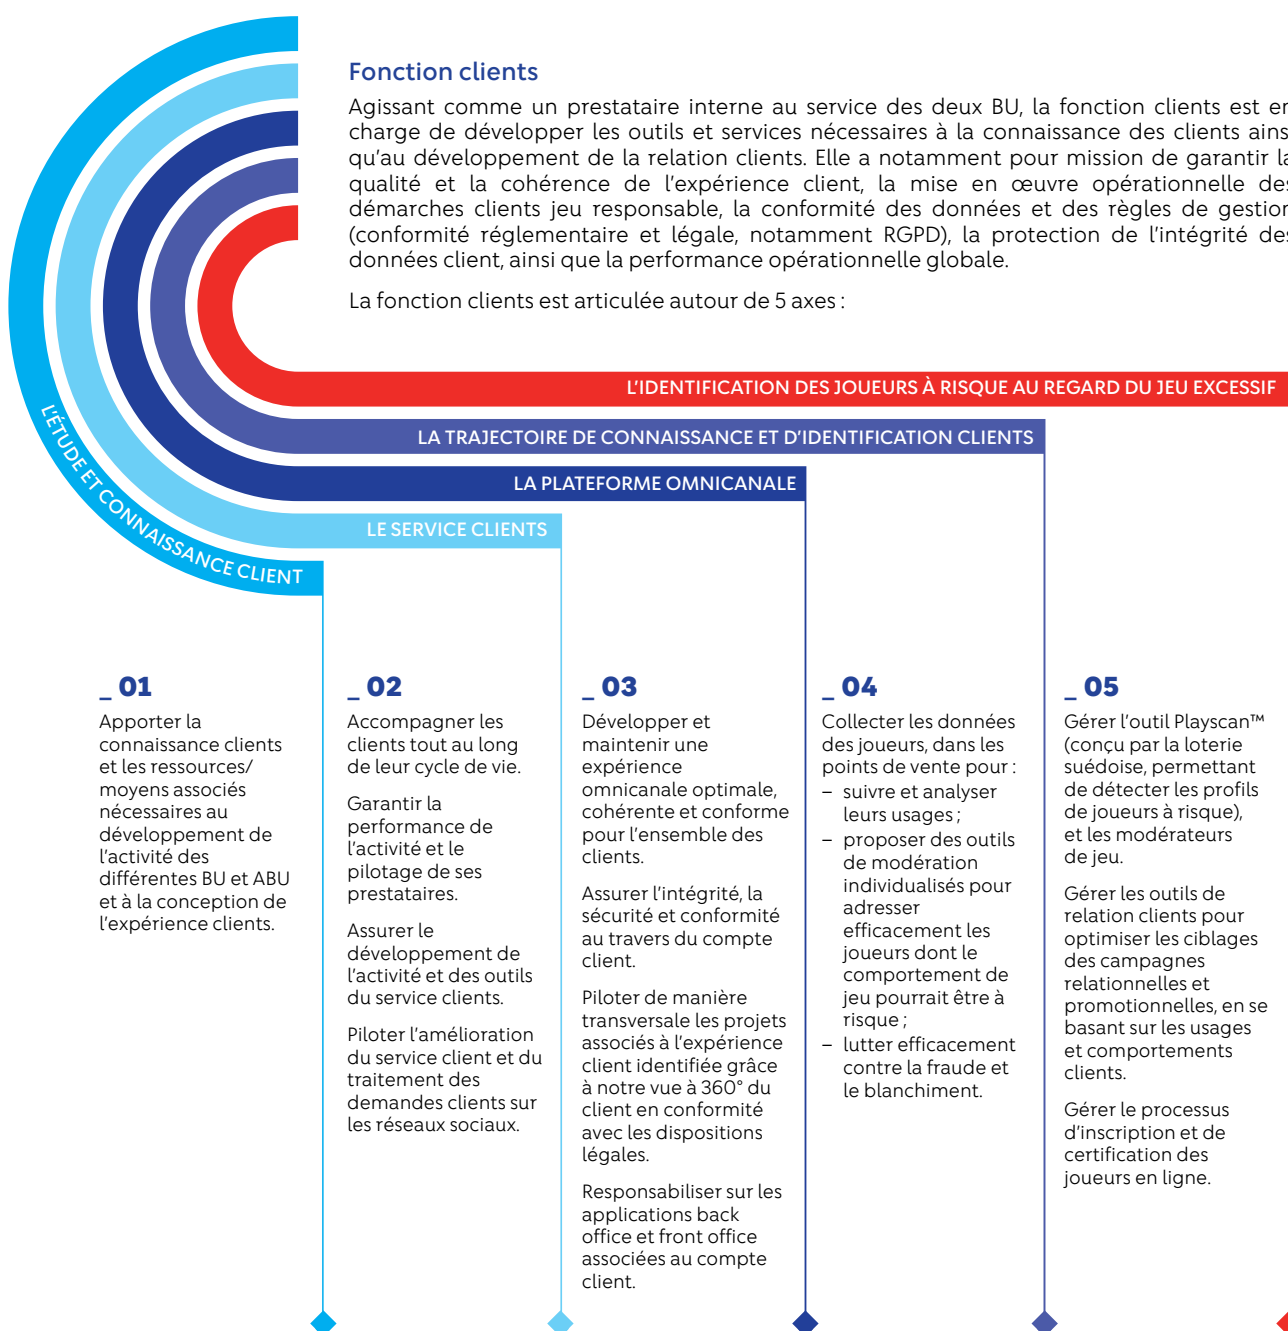 Fonction clients
Agissant comme un prestataire interne au service des deux BU, la fonction clients est
charge de développer les outils et services nécessaires à la connaissance des clients
qu'au développement de la relation clients. Elle a notamment pour mission de garantir
qualité et la cohérence de l'expérience client, la mise en œuvre opérationnelle
démarches clients jeu responsable, la conformité des données et des règles de
(conformité réglementaire et légale, notamment RGPD), la protection de l'intégrité
données client, ainsi que la performance opérationnelle globale.
La fonction clients est articulée autour de 5 axes :
L'IDENTIFICATION DES JOUEURS À RISQUE AU REGARD DU JEU EXCESSIF
LA TRAJECTOIRE DE CONNAISSANCE ET D'IDENTIFICATION CLIENTS
LA PLATEFORME OMNICANALE
LE SERVICE CLIENTS
L'ÉTUDE ET CONNAISSANCE CLIENT
_ 01
Apporter la
connaissance clients
et les ressources/
moyens associés
nécessaires au
développement de
l'activité des
différentes BU et ABU
et à la conception de
l'expérience clients.
_ 02
Accompagner les
clients tout au long
de leur cycle de vie.
Garantir la
performance de
l'activité et le
pilotage de ses
prestataires.
Assurer le
développement de
l'activité et des outils
du service clients.
Piloter l'amélioration
du service client et du
traitement des
demandes clients sur
les réseaux sociaux.
_ 03
Développer et
maintenir une
expérience
omnicanale optimale,
cohérente et conforme
pour l'ensemble des
clients.
Assurer l'intégrité, la
sécurité et conformité
au travers du compte
client.
Piloter de manière
transversale les projets
associés à l'expérience
client identifiée grâce
à notre vue à 360° du
client en conformité
avec les dispositions
légales.
Responsabiliser sur les
applications back
office et front office
associées au compte
client.
_ 04
Collecter les données
des joueurs, dans les
points de vente pour :
– suivre et analyser
leurs usages ;
– proposer des outils
de modération
individualisés pour
adresser
efficacement les
joueurs dont le
comportement de
jeu pourrait être à
risque ;
– lutter efficacement
contre la fraude et
le blanchiment.
_ 05
Gérer l'outil Playscan™
(conçu par la loterie
suédoise, permettant
de détecter les profils
de joueurs à risque),
et les modérateurs
de jeu.
Gérer les outils de
relation clients pour
optimiser les ciblages
des campagnes
relationnelles et
promotionnelles, en se
basant sur les usages
et comportements
clients.
Gérer le processus
d'inscription et de
certification des
joueurs en ligne.